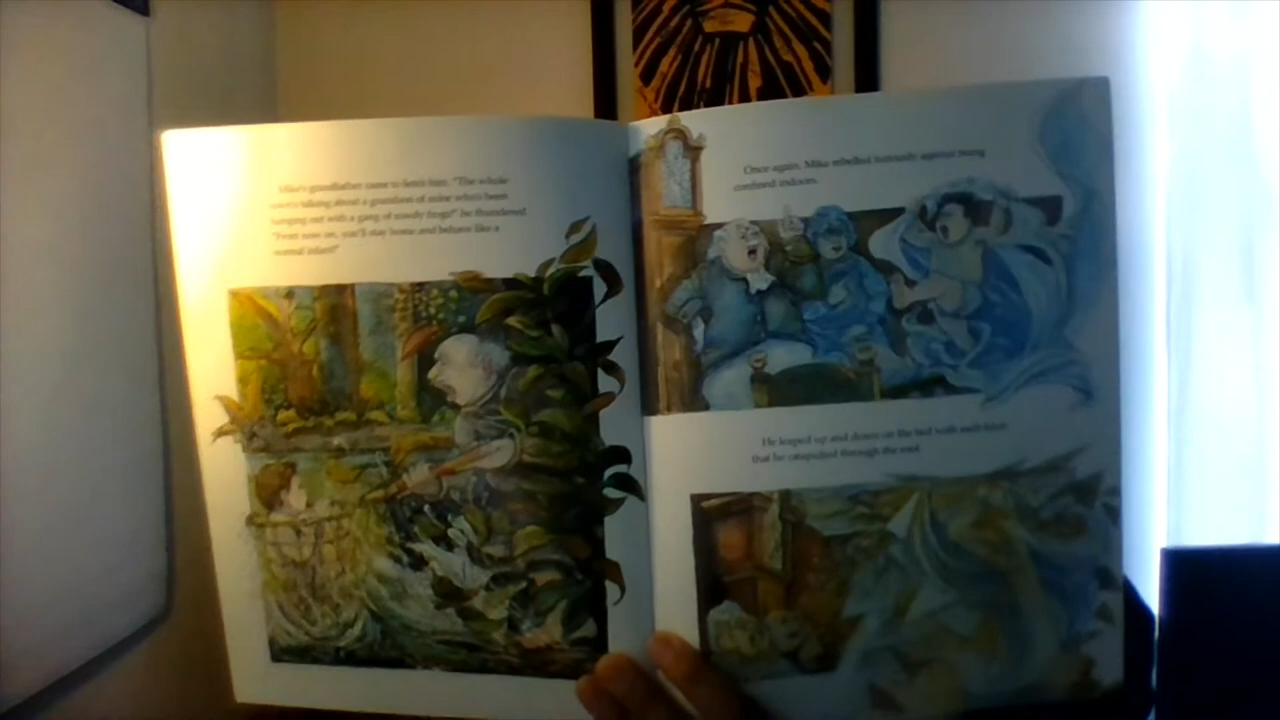 Mike's grandfather came to fetch him. "The whole
town's talking about a grandson of mine who's been
hanging out with a gang of rowdy frogs!" he thundered.
"From now on, you'll stay home and behave like a
normal infant!"
Once again, Mike rebelled furiously against being
confined indoors.
He leaped up and down on the bed with such
that he catapulted through the roof.